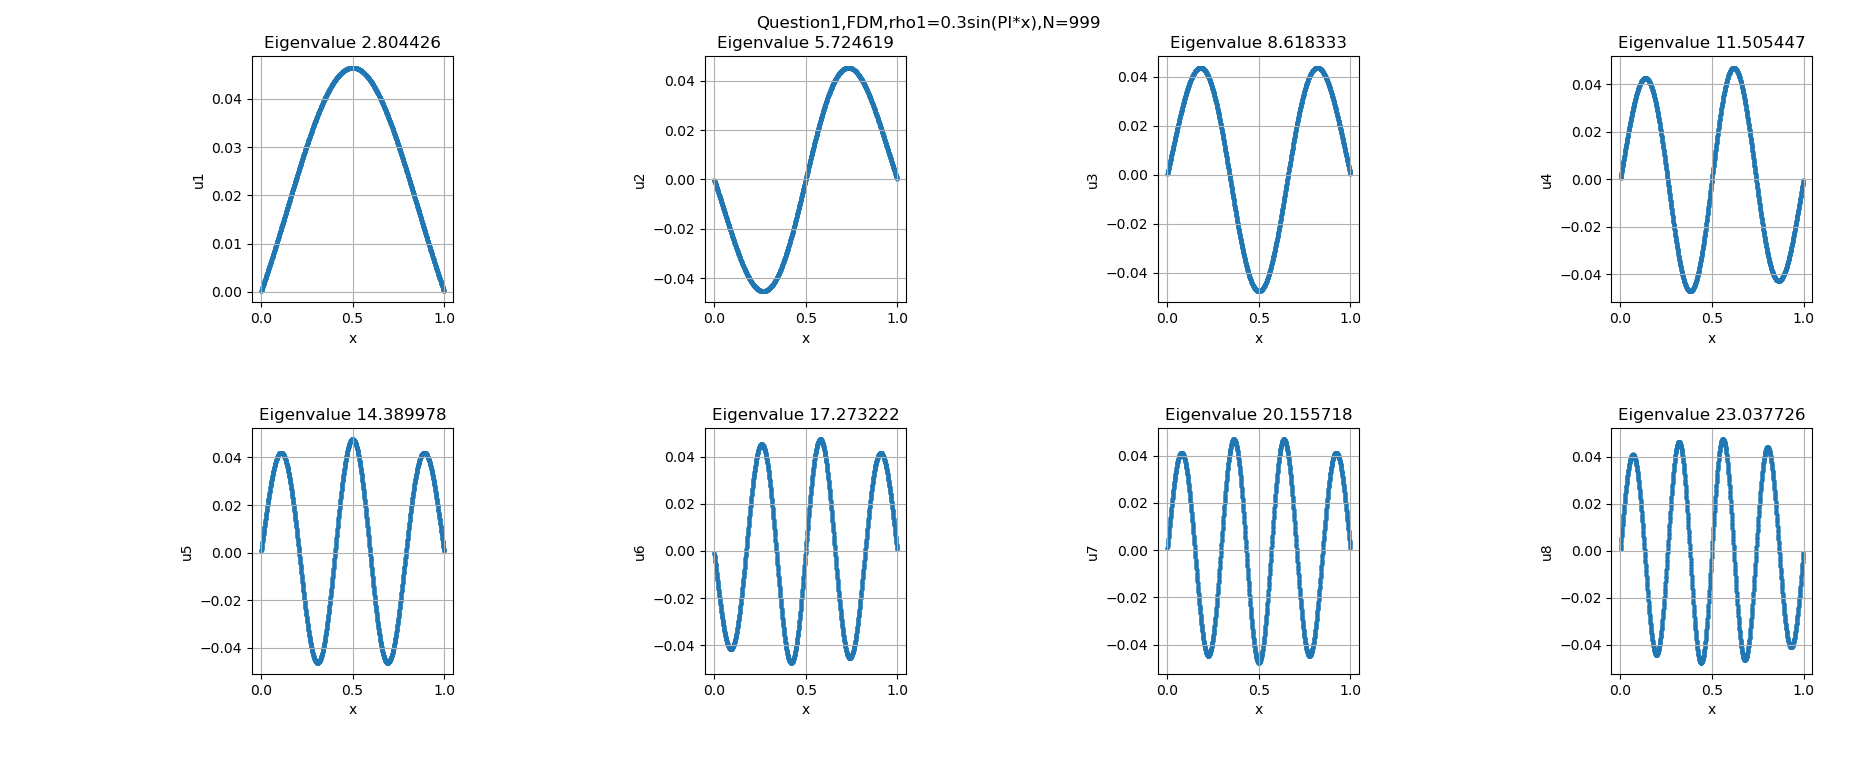 Question1,FDM,rho1=0.3sin(PI*x),N=999
Eigenvalue 2.804426
u1
0.04
0.03
0.02
0.01
0.00
0.0 0.5 1.0
x
Eigenvalue 5.724619
u2
0.04
0.02
0.00
−0.02
−0.04
0.0 0.5 1.0
x
Eigenvalue 8.618333
u3
0.04
0.02
0.00
−0.02
−0.04
0.0 0.5 1.0
x
Eigenvalue 11.505447
u4
0.04
0.02
0.00
−0.02
−0.04
0.0 0.5 1.0
x
Eigenvalue 14.389978
u5
0.04
0.02
0.00
−0.02
−0.04
0.0 0.5 1.0
x
Eigenvalue 17.273222
u6
0.04
0.02
0.00
−0.02
−0.04
0.0 0.5 1.0
x
Eigenvalue 20.155718
u7
0.04
0.02
0.00
−0.02
−0.04
0.0 0.5 1.0
x
Eigenvalue 23.037726
u8
0.04
0.02
0.00
−0.02
−0.04
0.0 0.5 1.0
x